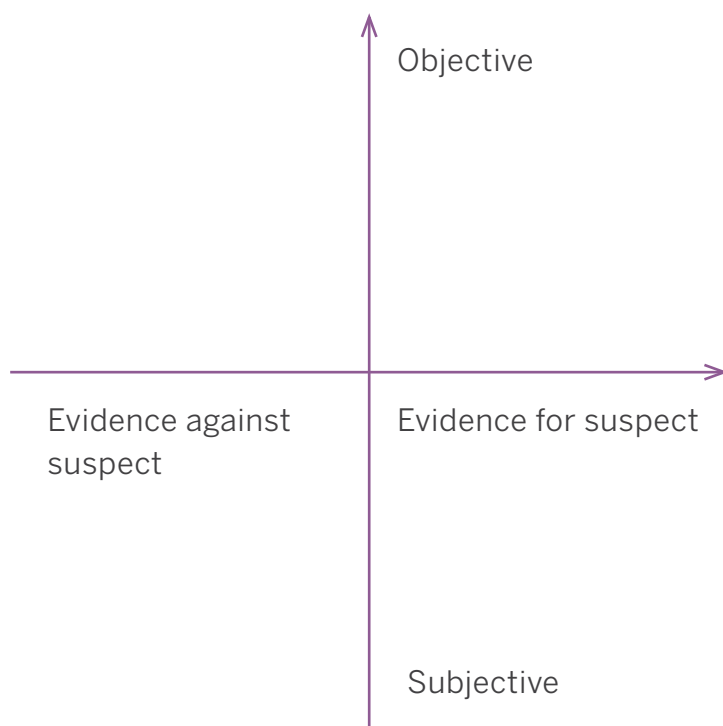 Objective
Evidence against
suspect
Evidence for suspect
Subjective